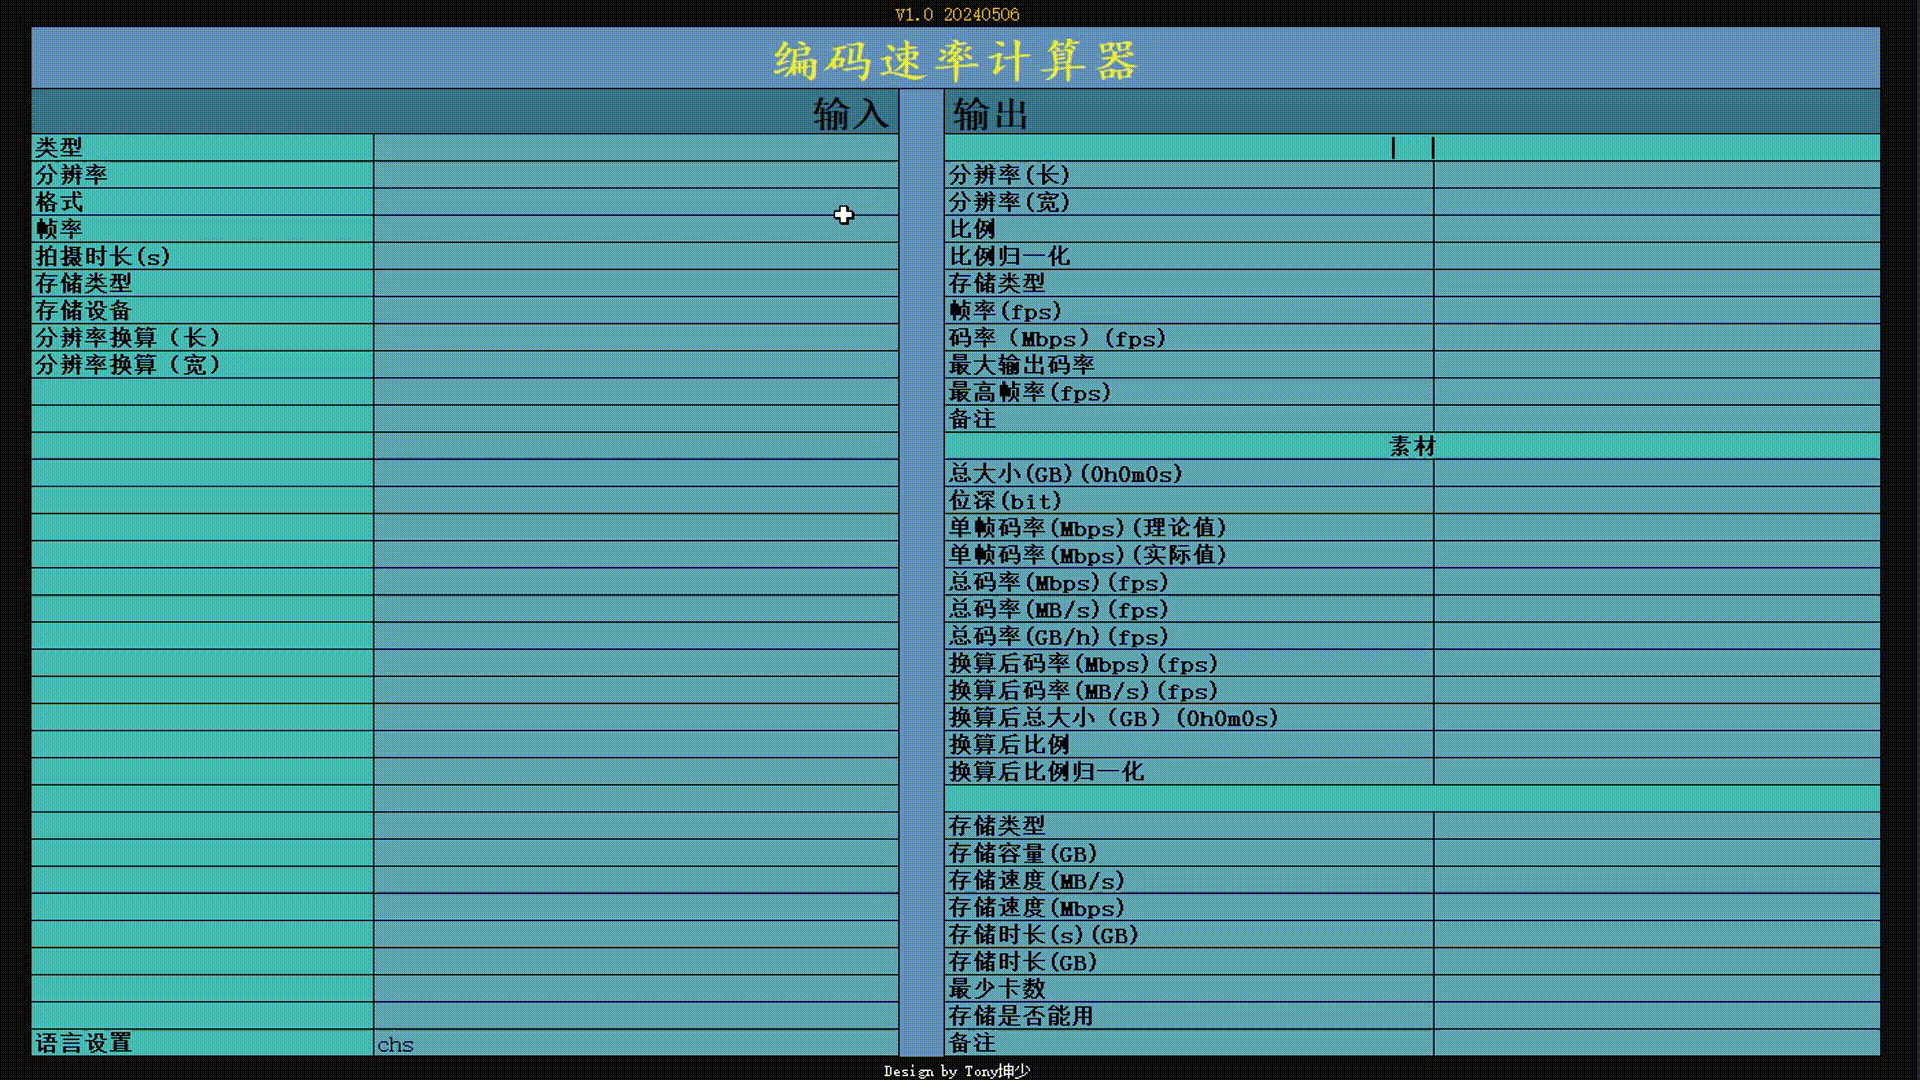 V1.0 20240506
编码速率计算器
输入
类型
分辨率
格式
帧率
拍摄时长(s)
存储类型
存储设备
分辨率换算（长）
分辨率换算（宽）
语言设置 chs
输出
| |
分辨率(长)
分辨率(宽)
比例
比例归一化
存储类型
帧率(fps)
码率（Mbps）(fps)
最大输出码率
最高帧率(fps)
备注
素材
总大小(GB)(0h0m0s)
位深(bit)
单帧码率(Mbps)(理论值)
单帧码率(Mbps)(实际值)
总码率(Mbps)(fps)
总码率(MB/s)(fps)
总码率(GB/h)(fps)
换算后码率(Mbps)(fps)
换算后码率(MB/s)(fps)
换算后总大小（GB）(0h0m0s)
换算后比例
换算后比例归一化
存储类型
存储容量(GB)
存储速度(MB/s)
存储速度(Mbps)
存储时长(s)(GB)
存储时长(GB)
最少卡数
存储是否能用
备注
Design by Tony坤少